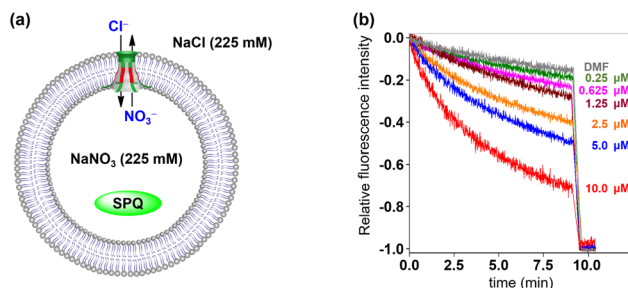 (a)
Cl⁻
NaCl (225 mM)
NO₃⁻
NaNO₃ (225 mM)
SPQ
(b)
Relative fluorescence intensity
0.0
-0.2
-0.4
-0.6
-0.8
-1.0
DMF
0.25 μM
0.625 μM
1.25 μM
2.5 μM
5.0 μM
10.0 μM
0.0 2.5 5.0 7.5 10.0
time (min)